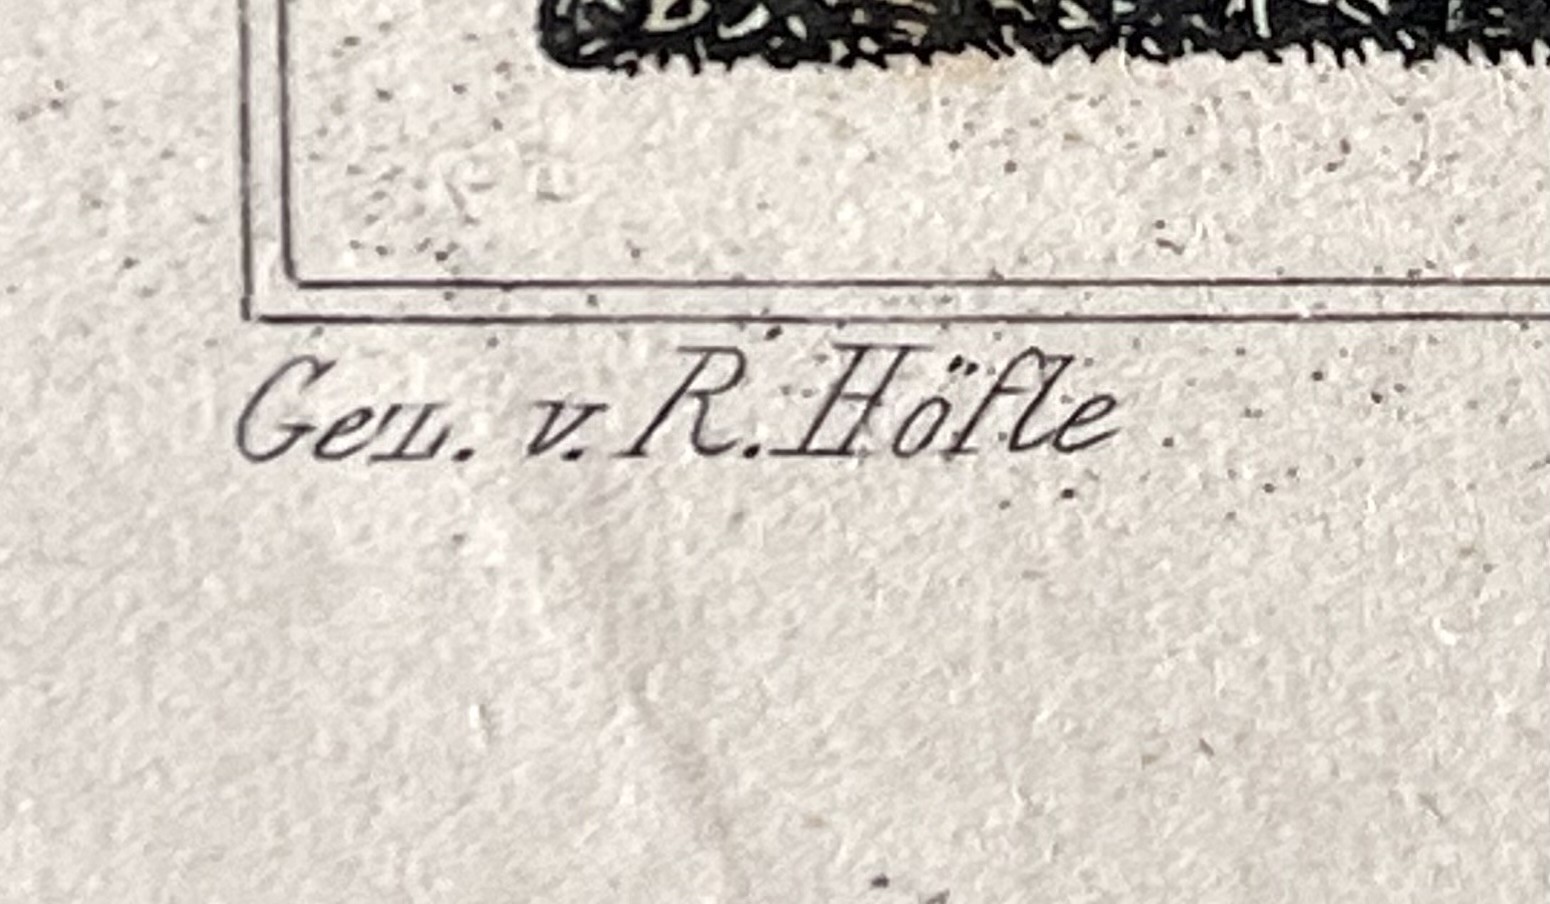 Gez. v. R. Höfle